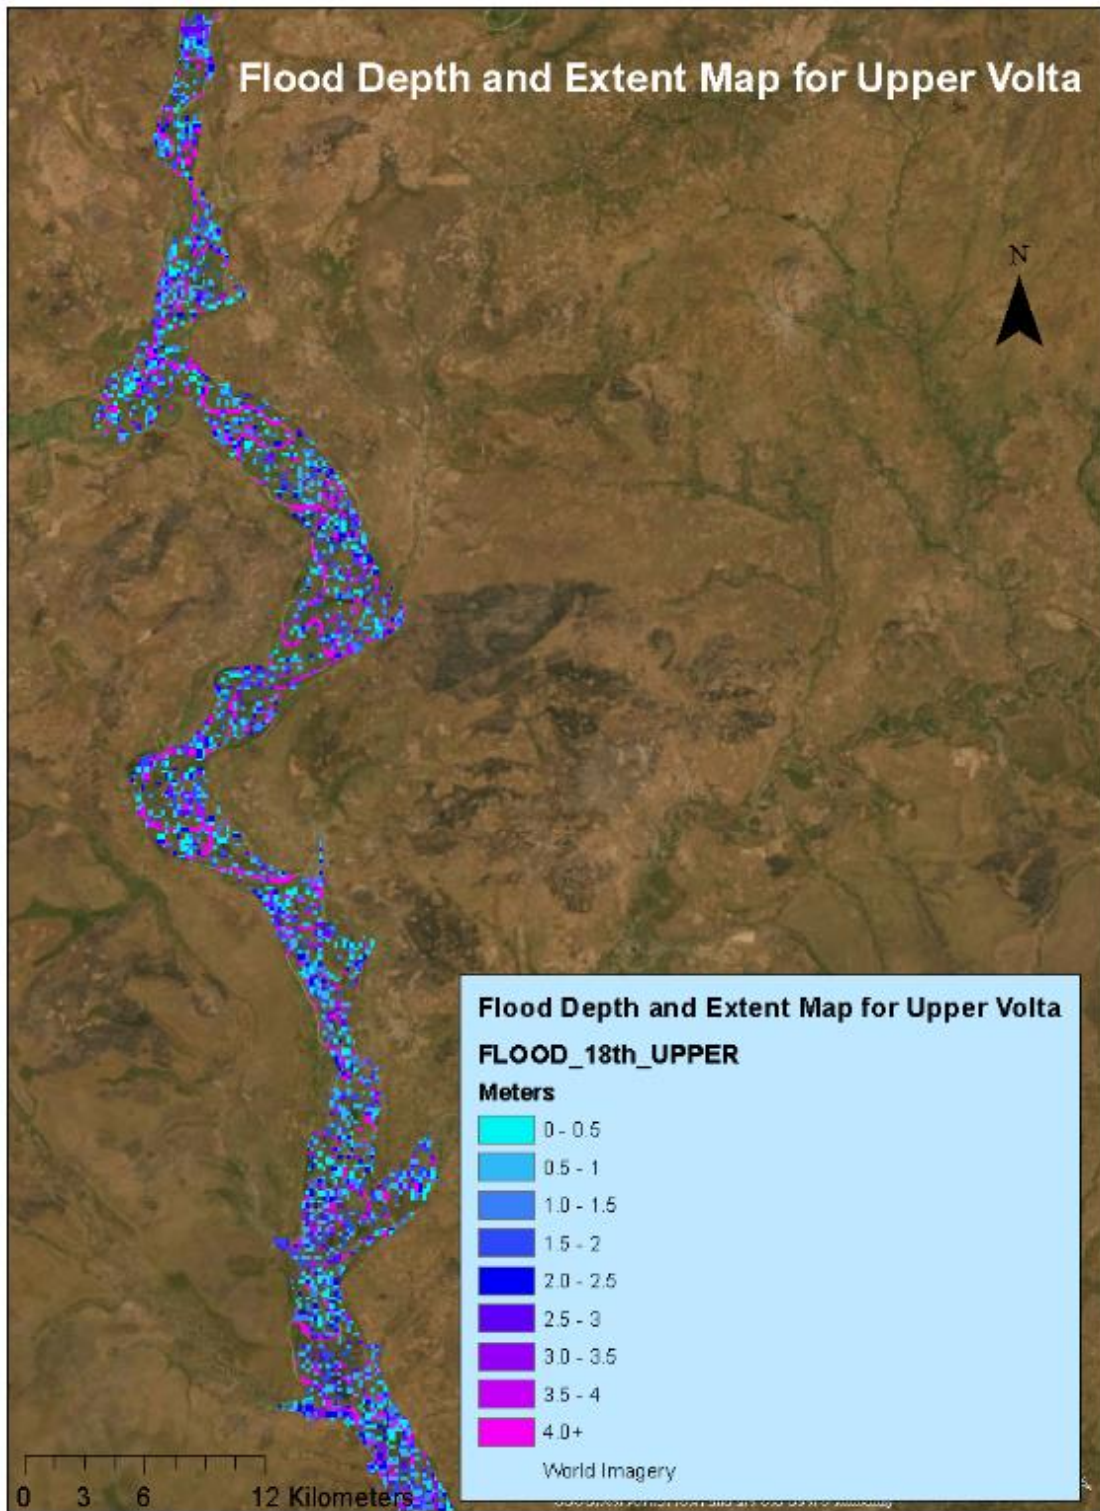 Flood Depth and Extent Map for Upper Volta
N
Flood Depth and Extent Map for Upper Volta
FLOOD_18th_UPPER
Meters
0 - 0.5
0.5 - 1
1.0 - 1.5
1.5 - 2
2.0 - 2.5
2.5 - 3
3.0 - 3.5
3.5 - 4
4.0+
World Imagery
0 3 6 12 Kilometers